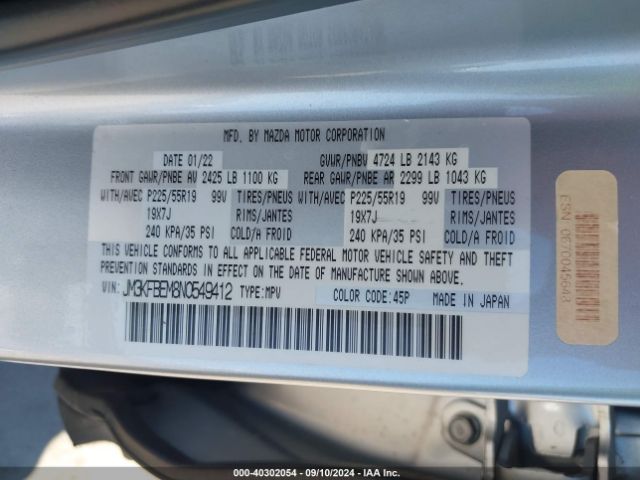 MFD. BY MAZDA MOTOR CORPORATION
DATE 01/22 GVWR/PNBV 4724 LB 2143 KG
FRONT GAWR/PNBE AV 2425 LB 1100 KG REAR GAWR/PNBE AR 2299 LB 1043 KG
WITH/AVEC P225/55R19 99V TIRES/PNEUS WITH/AVEC P225/55R19 99V TIRES/PNEUS
19X7J RIMS/JANTES 19X7J RIMS/JANTES
240 KPA/35 PSI COLD/A FROID 240 KPA/35 PSI COLD/A FROID
THIS VEHICLE CONFORMS TO ALL APPLICABLE FEDERAL MOTOR VEHICLE SAFETY AND THEFT
PREVENTION STANDARDS IN EFFECT ON THE DATE OF MANUFACTURE SHOWN ABOVE.
VIN: JM3KFBEM8N0549412 TYPE:MPV COLOR CODE:45P MADE IN JAPAN
ESN 0670045648
000-40302054 - 09/10/2024 - IAA Inc.